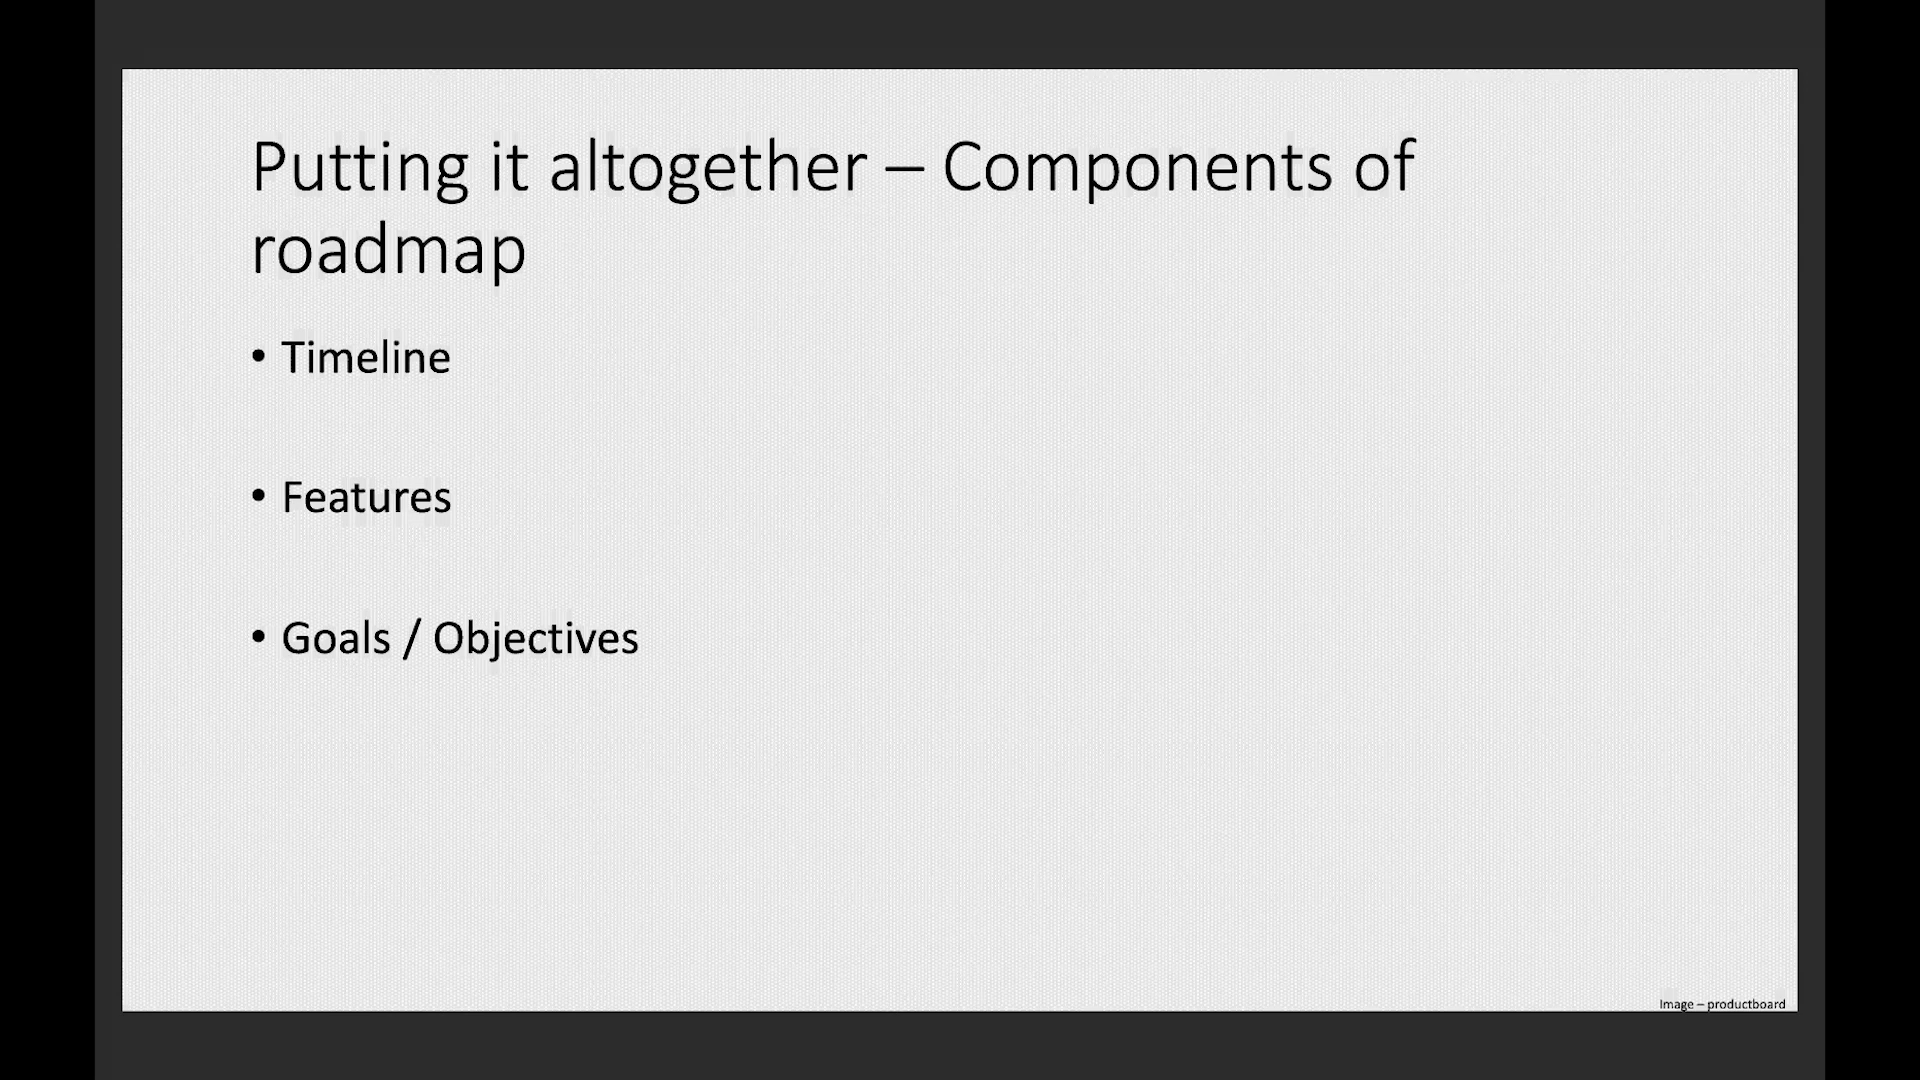 Putting it altogether – Components of
roadmap
• Timeline
• Features
• Goals / Objectives
Image – productboard